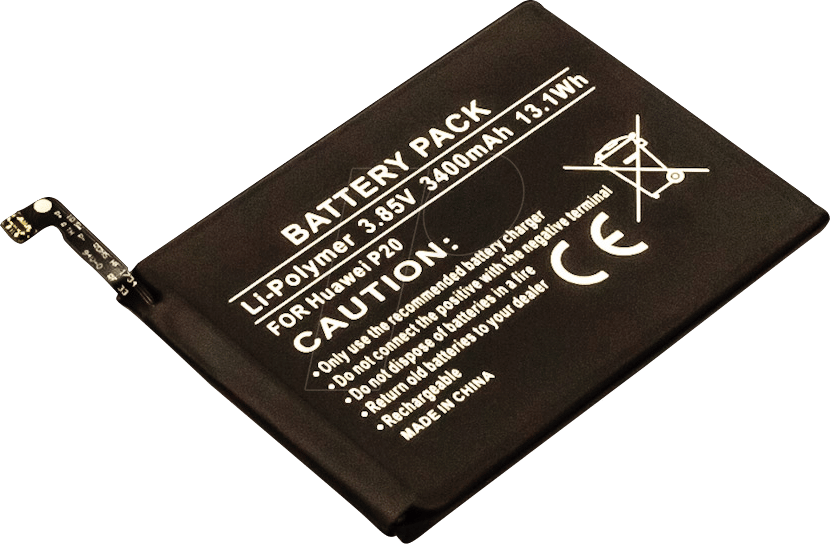 BATTERY PACK
Li-Polymer 3.85V 3400mAh 13.1Wh
FOR Huawei P20
CAUTION:
•Only use the recommended battery charger
•Do not connect the positive with the negative terminal
•Do not dispose of batteries in a fire
•Return old batteries to your dealer
•Rechargeable
MADE IN CHINA
CE
94V-0